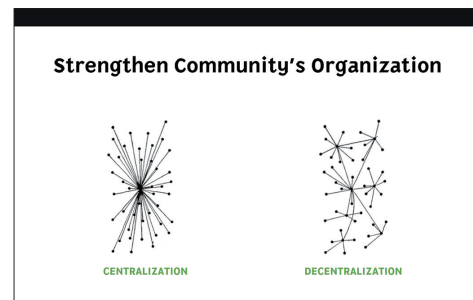 Strengthen Community's Organization
CENTRALIZATION
DECENTRALIZATION